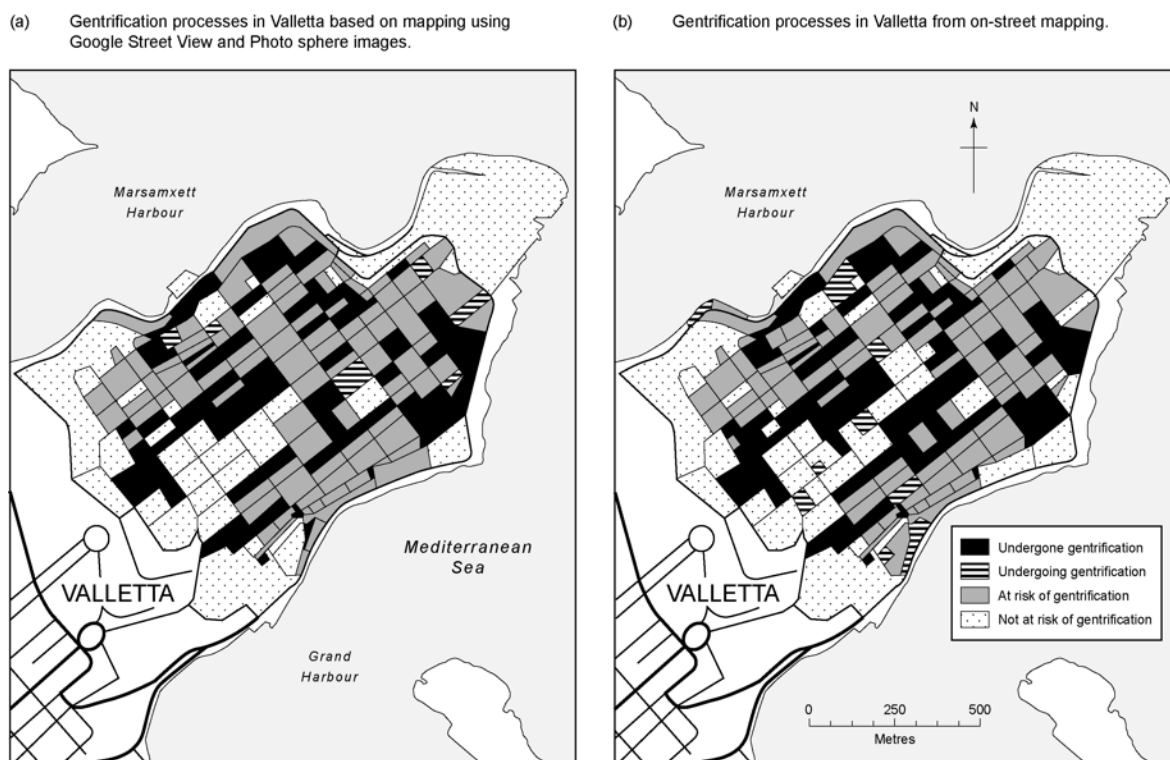 (a) Gentrification processes in Valletta based on mapping using
Google Street View and Photo sphere images.
Marsamxett
Harbour
Mediterranean
Sea
VALLETTA
Grand
Harbour
(b) Gentrification processes in Valletta from on-street mapping.
N
Marsamxett
Harbour
VALLETTA
Undergone gentrification
Undergoing gentrification
At risk of gentrification
Not at risk of gentrification
0 250 500
Metres